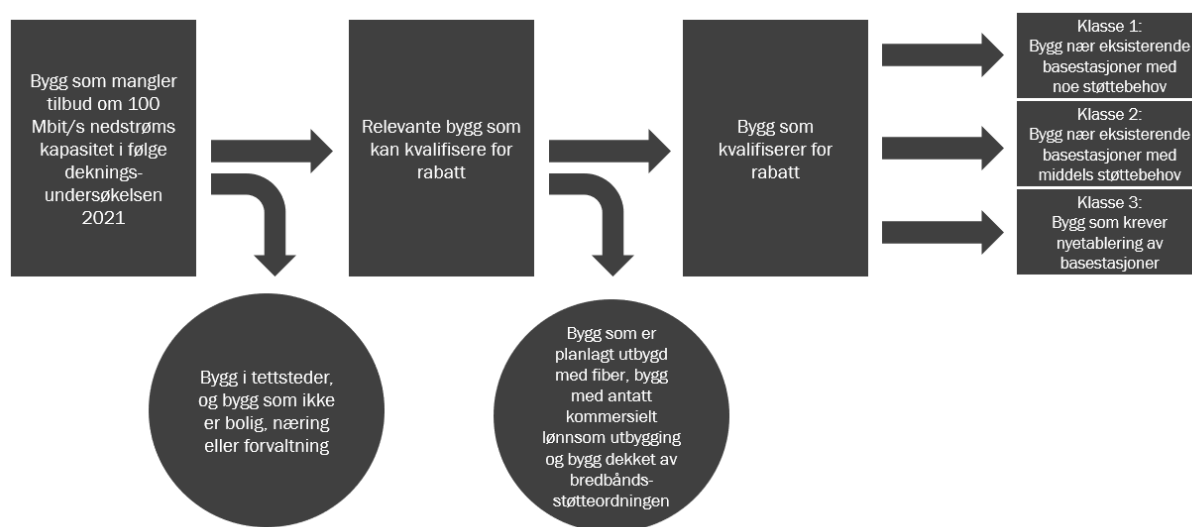 Bygg som mangler
tilbud om 100
Mbit/s nedstrøms
kapasitet i følge
deknings-
undersøkelsen
2021
Relevante bygg som
kan kvalifisere for
rabatt
Bygg som
kvalifiserer for
rabatt
Klasse 1:
Bygg nær eksisterende
basestasjoner med
noe støttebehov
Klasse 2:
Bygg nær eksisterende
basestasjoner med
middels støttebehov
Klasse 3:
Bygg som krever
nyetablering av
basestasjoner
Bygg i tettsteder,
og bygg som ikke
er bolig, næring
eller forvaltning
Bygg som er
planlagt utbygd
med fiber, bygg
med antatt
kommersielt
lønnsom utbygging
og bygg dekket av
bredbånds-
støtteordningen